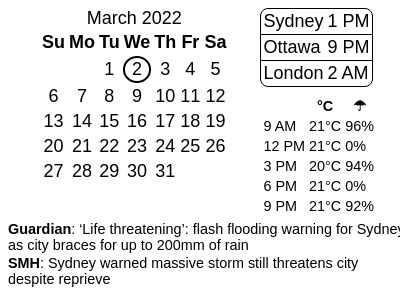 March 2022
Su Mo Tu We Th Fr Sa
1 2 3 4 5
6 7 8 9 10 11 12
13 14 15 16 17 18 19
20 21 22 23 24 25 26
27 28 29 30 31
Sydney 1 PM
Ottawa 9 PM
London 2 AM
°C ☂
9 AM 21°C 96%
12 PM 21°C 0%
3 PM 20°C 94%
6 PM 21°C 0%
9 PM 21°C 92%
Guardian: ‘Life threatening’: flash flooding warning for Sydney
as city braces for up to 200mm of rain
SMH: Sydney warned massive storm still threatens city
despite reprieve